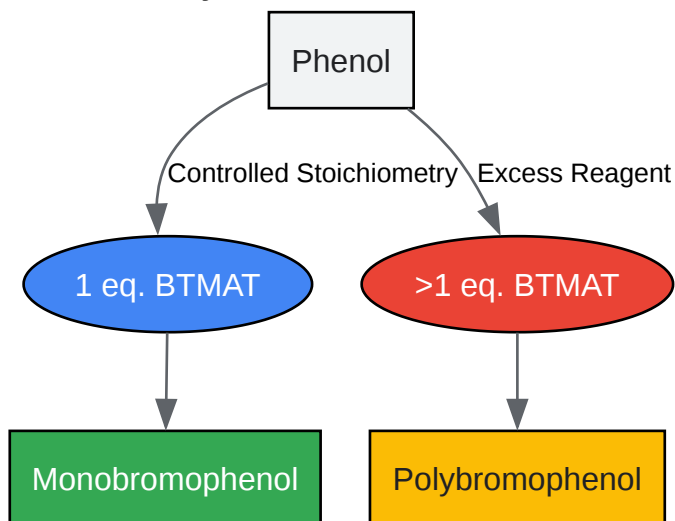 Phenol
Controlled Stoichiometry
Excess Reagent
1 eq. BTMAT
>1 eq. BTMAT
Monobromophenol
Polybromophenol